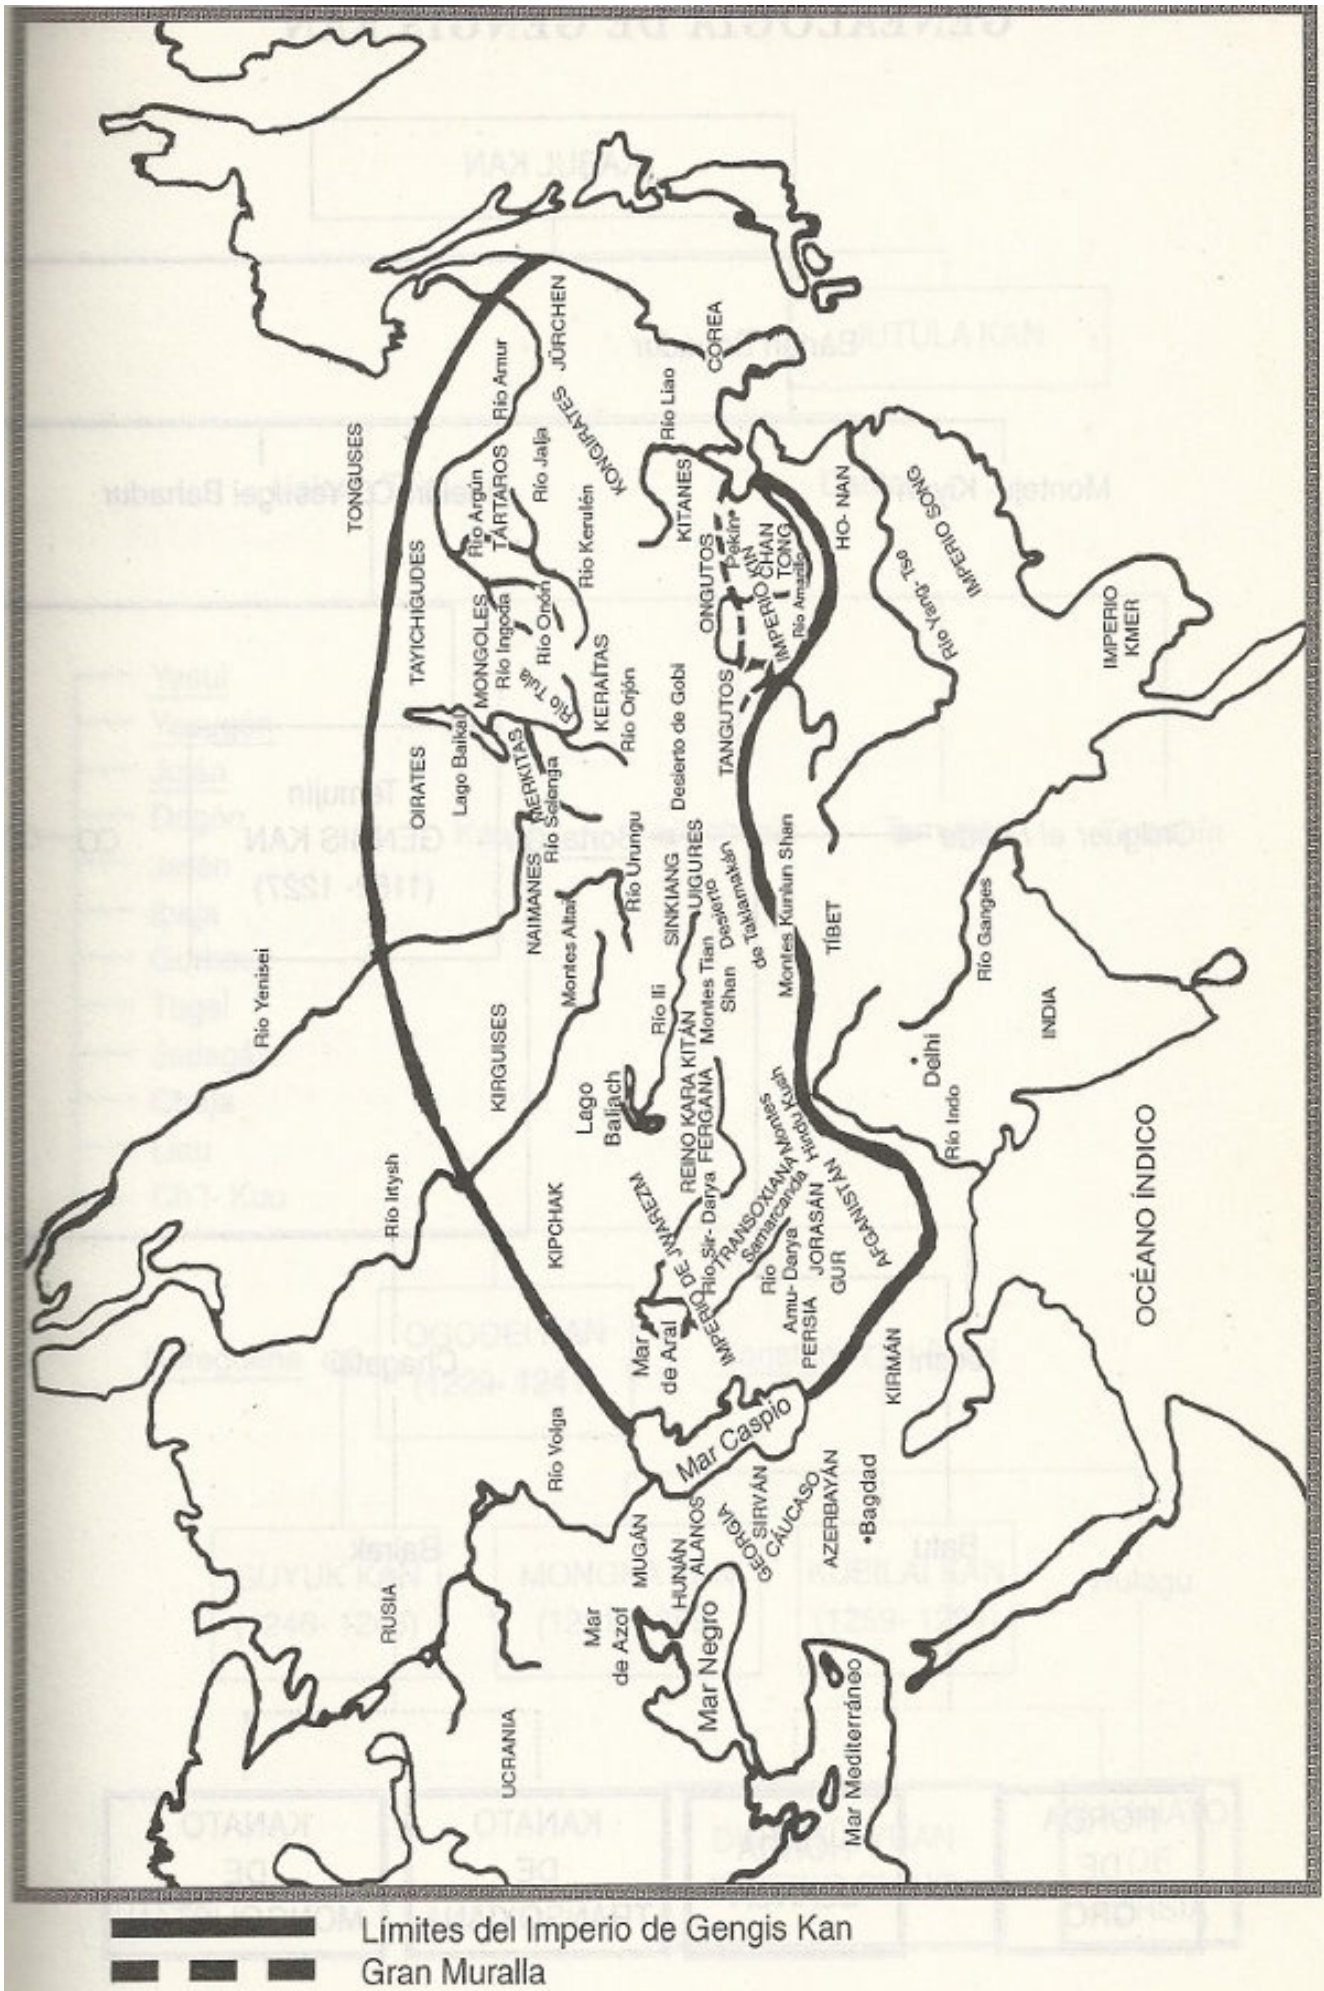 TONGUSES
TAYICHIGUDES
OIRATES
Lago Baikal
MONGOLES
Río Ingoda
Río Onón
Río Tula
KERAÍTAS
Río Orjón
MERKITAS
Río Selenga
NAIMANES
Montes Altai
Río Urungu
Río Argún
TÁRTAROS
Río Amur
JÜRCHEN
Río Jalja
KONGIRATES
Río Kerulén
Río Liao
COREA
KITANES
ONGUTOS
Pekín
IMPERIO KIN
CHAN
TONG
Río Amarillo
HO- NAN
Río Yang- Tse
IMPERIO SONG
IMPERIO
KMER
TANGUTOS
Desierto de Gobi
SINKIANG
UIGURES
Desierto
de Taklamakán
Montes Tian
Shan
Montes Kunlun Shan
TÍBET
Río Ganges
INDIA
Delhi
Río Indo
OCÉANO ÍNDICO
Río Yenisei
Río Irtysh
KIRGUISES
Lago
Baljach
Río Ili
REINO KARA KITÁN
FERGANA
Río Sir- Darya
TRANSOXIANA
Samarcanda
Montes
Hindu Kush
KIPCHAK
IMPERIO DE JWAREZM
Mar
de Aral
Río
Amu- Darya
JORASÁN
GUR
AFGANISTÁN
PERSIA
KIRMÁN
Mar Caspio
Río Volga
MUGÁN
HUNÁN
ALANOS
GEORGIA
SIRVÁN
CÁUCASO
AZERBAYÁN
Bagdad
RUSIA
UCRANIA
Mar
de Azof
Mar Negro
Mar Mediterráneo
Límites del Imperio de Gengis Kan
Gran Muralla